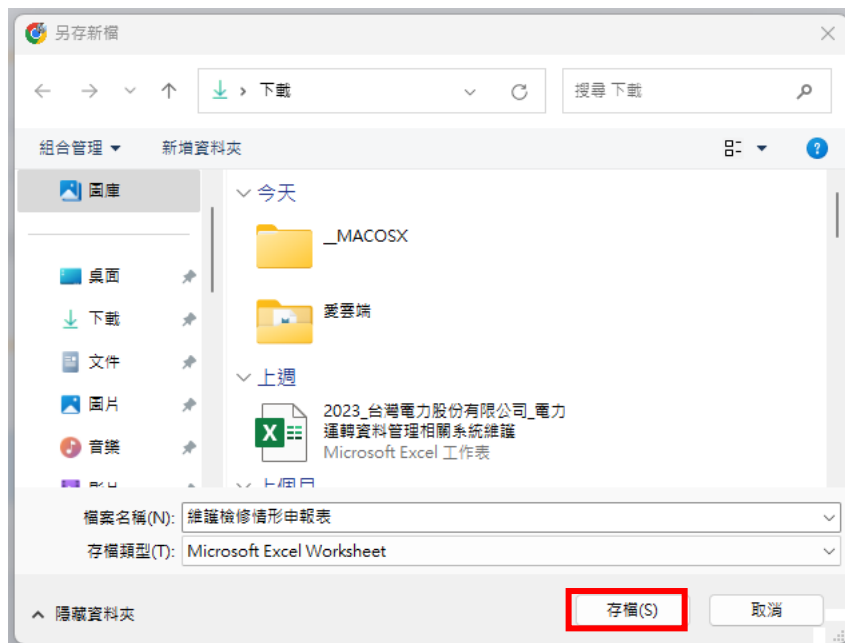 另存新檔
下載
搜尋 下載
組合管理
新增資料夾
圖庫
桌面
下載
文件
圖片
音樂
今天
__MACOSX
愛雲端
上週
2023_台灣電力股份有限公司_電力
運轉資料管理相關系統維護
Microsoft Excel 工作表
上個月
檔案名稱(N):
維護檢修情形申報表
存檔類型(T):
Microsoft Excel Worksheet
隱藏資料夾
存檔(S)
取消